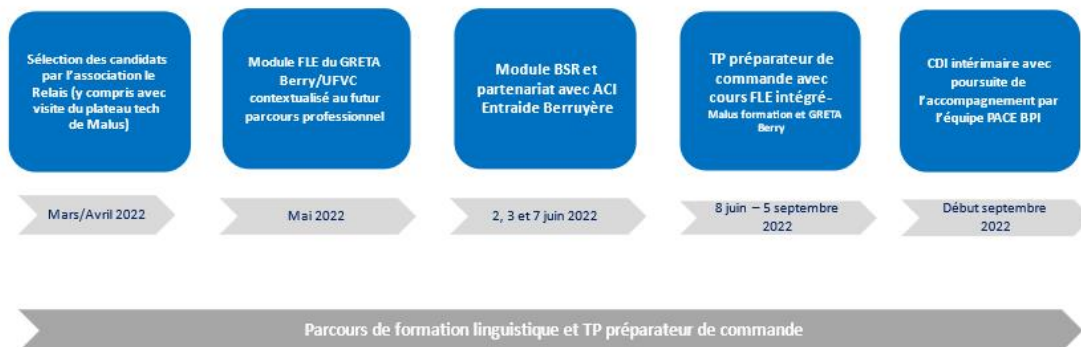 Sélection des candidats
par l'association le
Relais (y compris avec
visite du plateau tech
de Malus)
Module FLE du GRETA
Berry/UFVC
contextualisé au futur
parcours professionnel
Module BSR et
partenariat avec ACI
Entraide Berruyère
TP préparateur de
commande avec
cours FLE intégré-
Malus formation et GRETA
Berry
CDI intérimaire avec
poursuite de
l'accompagnement par
l'équipe PACE BPI
Mars/Avril 2022
Mai 2022
2, 3 et 7 juin 2022
8 juin – 5 septembre
2022
Début septembre
2022
Parcours de formation linguistique et TP préparateur de commande